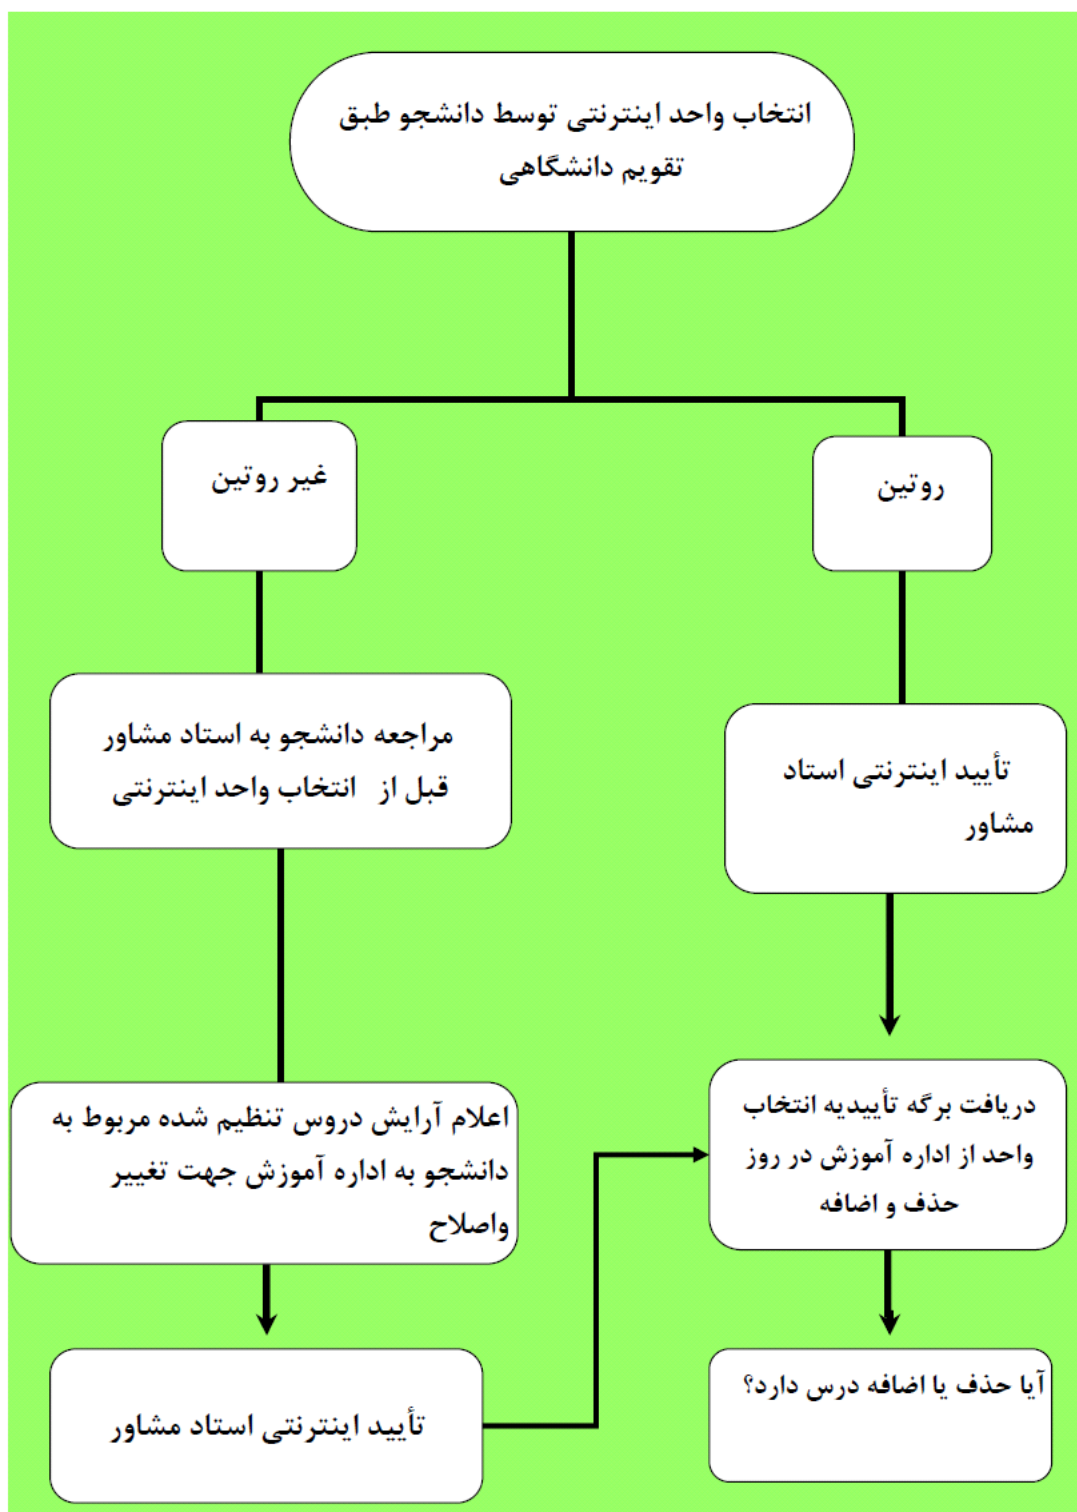 انتخاب واحد اینترنتی توسط دانشجو طبق
تقویم دانشگاهی
روتین
غیر روتین
تأیید اینترنتی استاد
مشاور
مراجعه دانشجو به استاد مشاور
قبل از انتخاب واحد اینترنتی
دریافت برگه تأییدیه انتخاب
واحد از اداره آموزش در روز
حذف و اضافه
اعلام آرایش دروس تنظیم شده مربوط به
دانشجو به اداره آموزش جهت تغییر
واصلاح
آیا حذف یا اضافه درس دارد؟
تأیید اینترنتی استاد مشاور